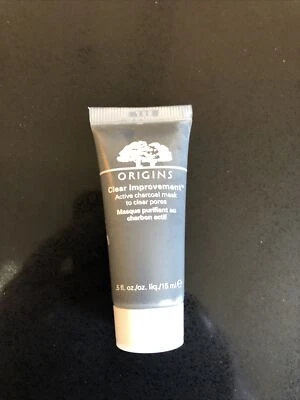 ORIGINS
Clear Improvement™
Active charcoal mask
to clear pores
Masque purifiant au
charbon actif
.5 fl. oz./oz. liq./15 ml ℮